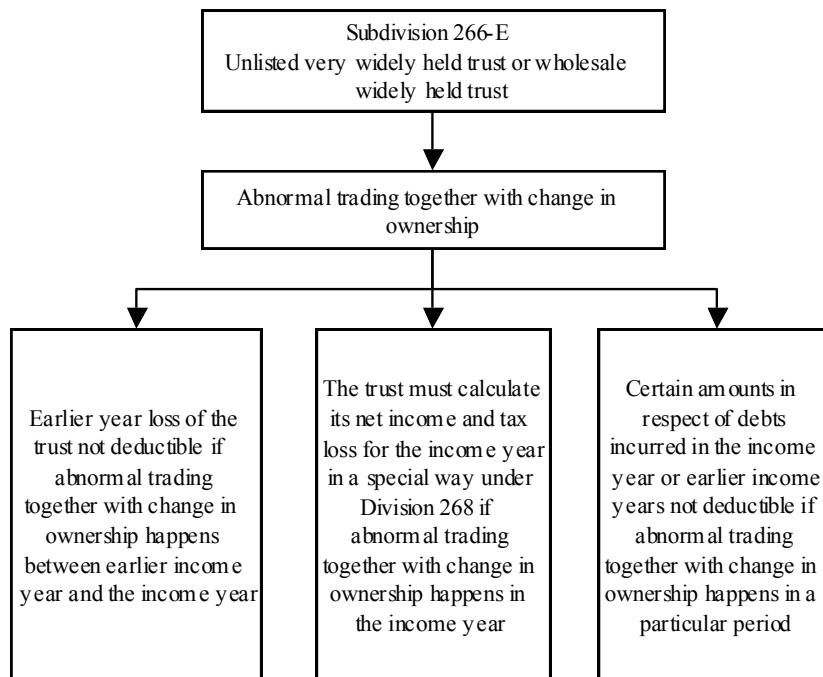 Subdivision 266-E
Unlisted very widely held trust or wholesale
widely held trust
Abnormal trading together with change in
ownership
Earlier year loss of the
trust not deductible if
abnormal trading
together with change in
ownership happens
between earlier income
year and the income year
The trust must calculate
its net income and tax
loss for the income year
in a special way under
Division 268 if
abnormal trading
together with change in
ownership happens in
the income year
Certain amounts in
respect of debts
incurred in the income
year or earlier income
years not deductible if
abnormal trading
together with change in
ownership happens in a
particular period